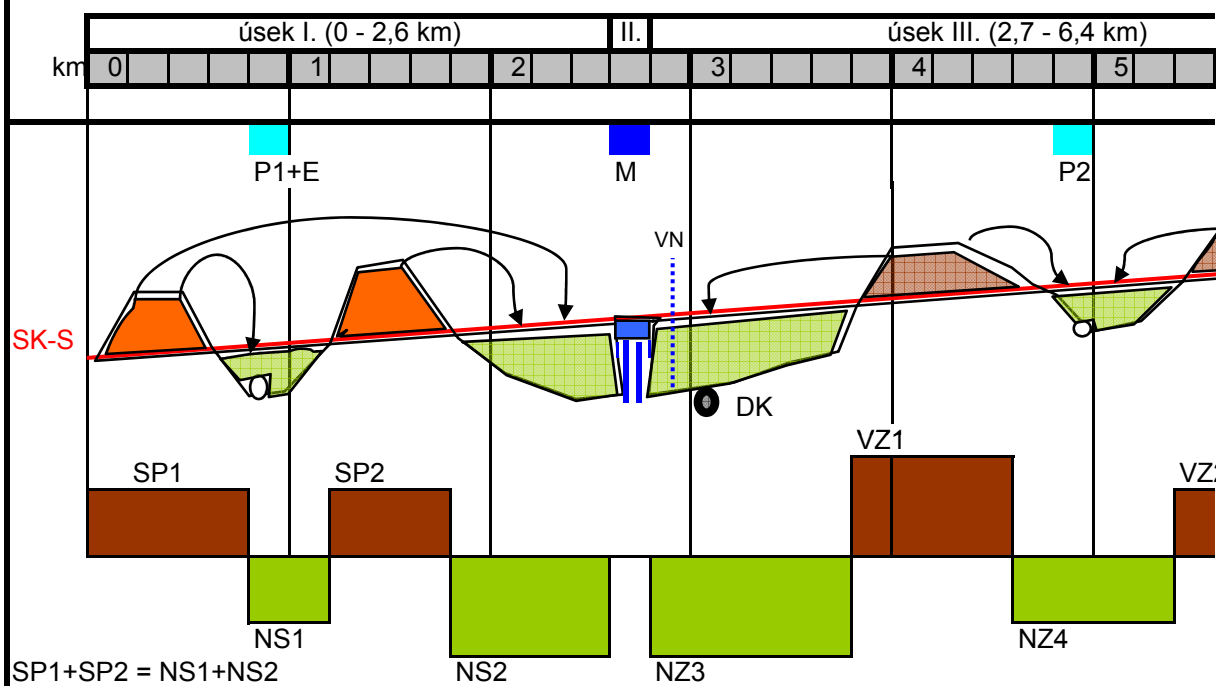 úsek I. (0 - 2,6 km) II. úsek III. (2,7 - 6,4 km)
km 0 1 2 3 4 5
P1+E M P2
VN
SK-S
DK
VZ1
SP1 SP2 VZ2
NS1 NZ4
NS2 NZ3
SP1+SP2 = NS1+NS2